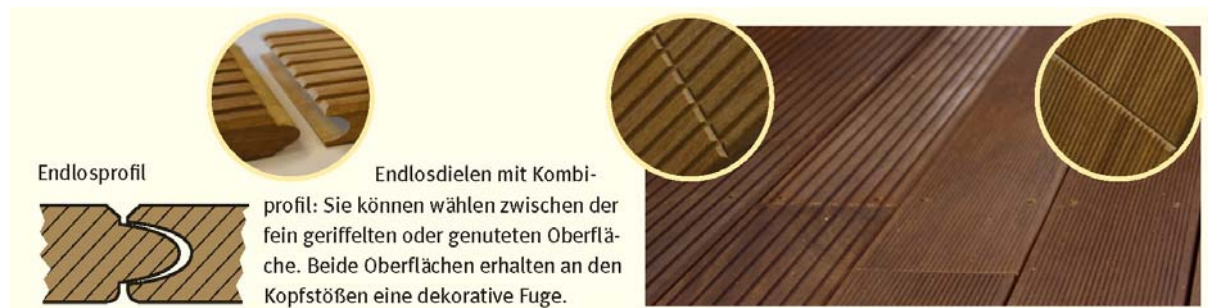 Endlosprofil
Endlosdielen mit Kombi-
profil: Sie können wählen zwischen der
fein geriffelten oder genuteten Oberflä-
che. Beide Oberflächen erhalten an den
Kopfstößen eine dekorative Fuge.